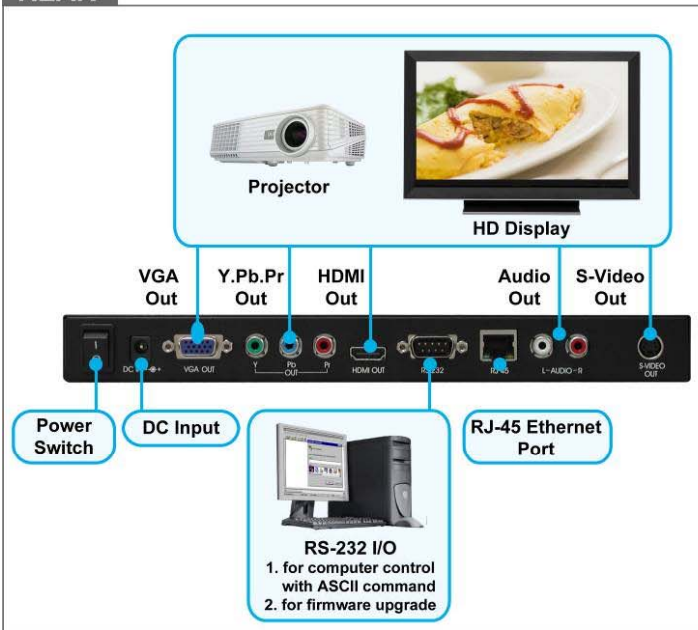 Projector
HD Display
VGA Out
Y.Pb.Pr Out
HDMI Out
Audio Out
S-Video Out
VGA OUT
Y
Pb
Pr
OUT
HDMI OUT
RJ-45
L-AUDIO-R
S-VIDEO
OUT
Power
Switch
DC Input
RJ-45 Ethernet
Port
RS-232 I/O
1. for computer control
with ASCII command
2. for firmware upgrade